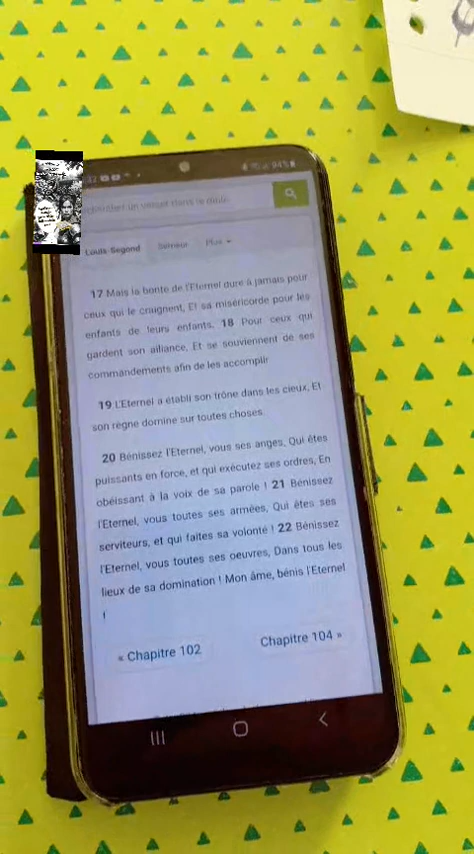 94%
Louis-Segond Semeur Plus
17 Mais la bonté de l'Eternel dure à jamais pour
ceux qui le craignent, Et sa miséricorde pour les
enfants de leurs enfants, 18 Pour ceux qui
gardent son alliance, Et se souviennent de ses
commandements afin de les accomplir.
19 L'Eternel a établi son trône dans les cieux, Et
son règne domine sur toutes choses.
20 Bénissez l'Eternel, vous ses anges, Qui êtes
puissants en force, et qui exécutez ses ordres, En
obéissant à la voix de sa parole ! 21 Bénissez
l'Eternel, vous toutes ses armées, Qui êtes ses
serviteurs, et qui faites sa volonté ! 22 Bénissez
l'Eternel, vous toutes ses oeuvres, Dans tous les
lieux de sa domination ! Mon âme, bénis l'Eternel
!
« Chapitre 102 Chapitre 104 »